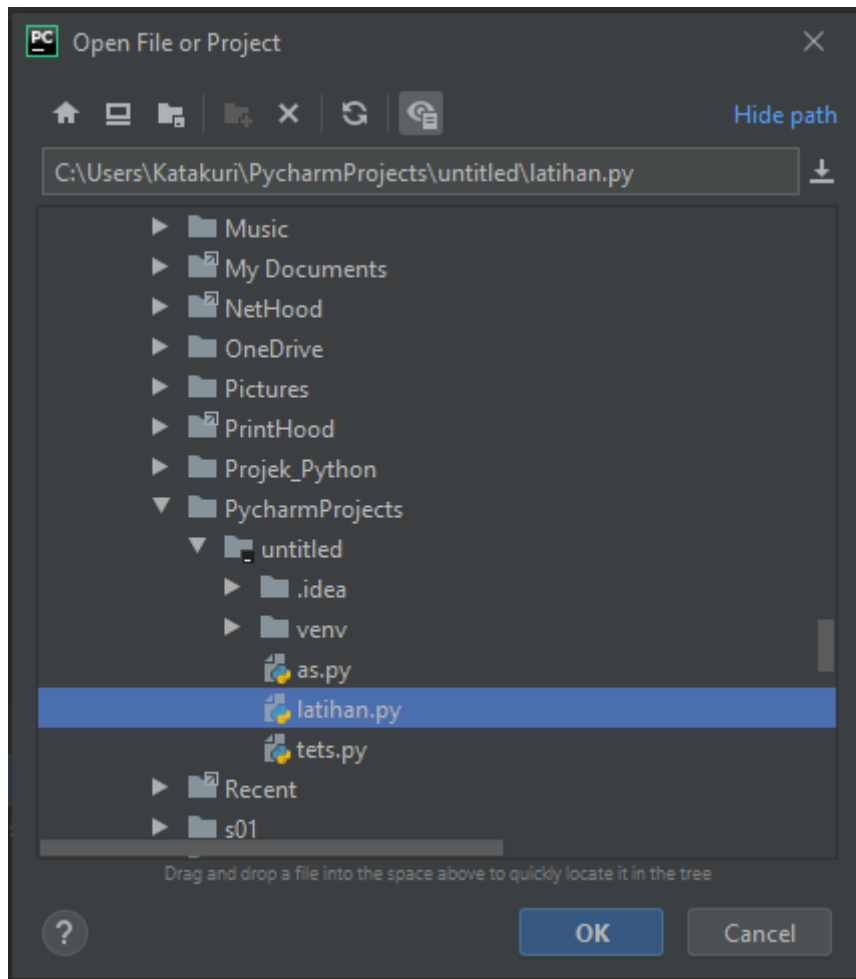 PC Open File or Project
Hide path
C:\Users\Katakuri\PycharmProjects\untitled\latihan.py
Music
My Documents
NetHood
OneDrive
Pictures
PrintHood
Projek_Python
PycharmProjects
untitled
.idea
venv
as.py
latihan.py
tets.py
Recent
s01
Drag and drop a file into the space above to quickly locate it in the tree
? OK Cancel